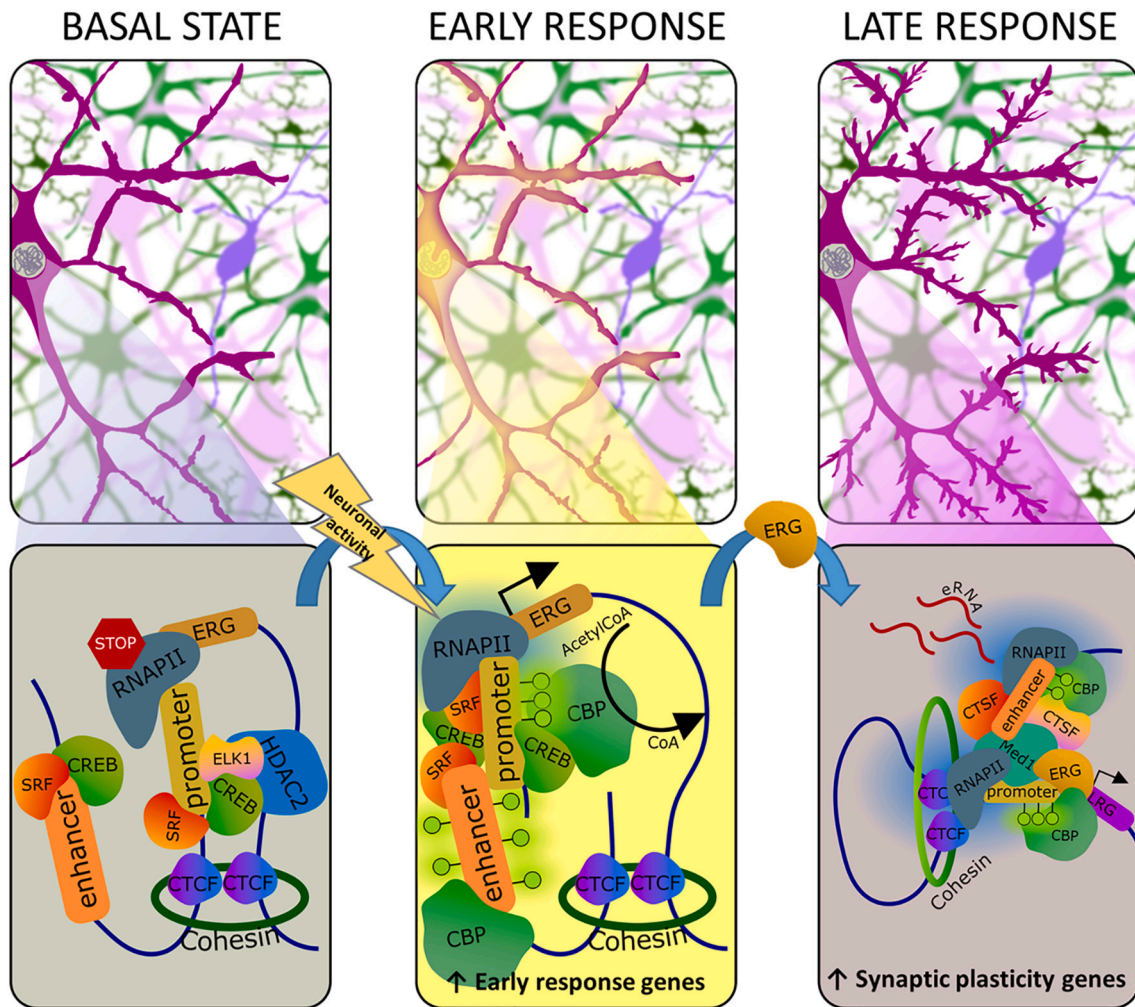 BASAL STATE
EARLY RESPONSE
LATE RESPONSE
Neuronal
activity
ERG
STOP
RNAPII
ERG
promoter
SRF
CREB
ELK1
HDAC2
CREB
SRF
enhancer
CTCF
CTCF
Cohesin
RNAPII
ERG
AcetylCoA
SRF
promoter
CBP
CREB
CREB
SRF
CoA
enhancer
CTCF
CTCF
CBP
Cohesin
↑ Early response genes
eRNA
RNAPII
CBP
CTSF
enhancer
CTSF
Med1
ERG
CTC
RNAPII
promoter
LRG
CTCF
CBP
Cohesin
↑ Synaptic plasticity genes